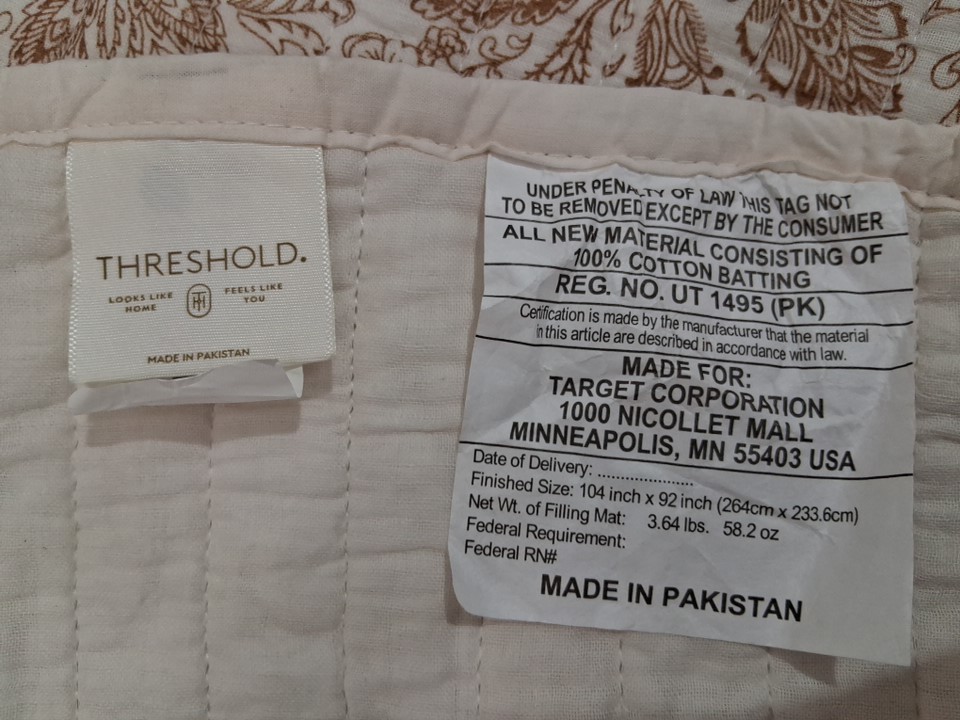 THRESHOLD.
LOOKS LIKE HOME
TH
FEELS LIKE YOU
MADE IN PAKISTAN
UNDER PENALTY OF LAW THIS TAG NOT
TO BE REMOVED EXCEPT BY THE CONSUMER
ALL NEW MATERIAL CONSISTING OF
100% COTTON BATTING
REG. NO. UT 1495 (PK)
Certification is made by the manufacturer that the material
in this article are described in accordance with law.
MADE FOR:
TARGET CORPORATION
1000 NICOLLET MALL
MINNEAPOLIS, MN 55403 USA
Date of Delivery: .....................
Finished Size: 104 inch x 92 inch (264cm x 233.6cm)
Net Wt. of Filling Mat: 3.64 lbs. 58.2 oz
Federal Requirement:
Federal RN#
MADE IN PAKISTAN